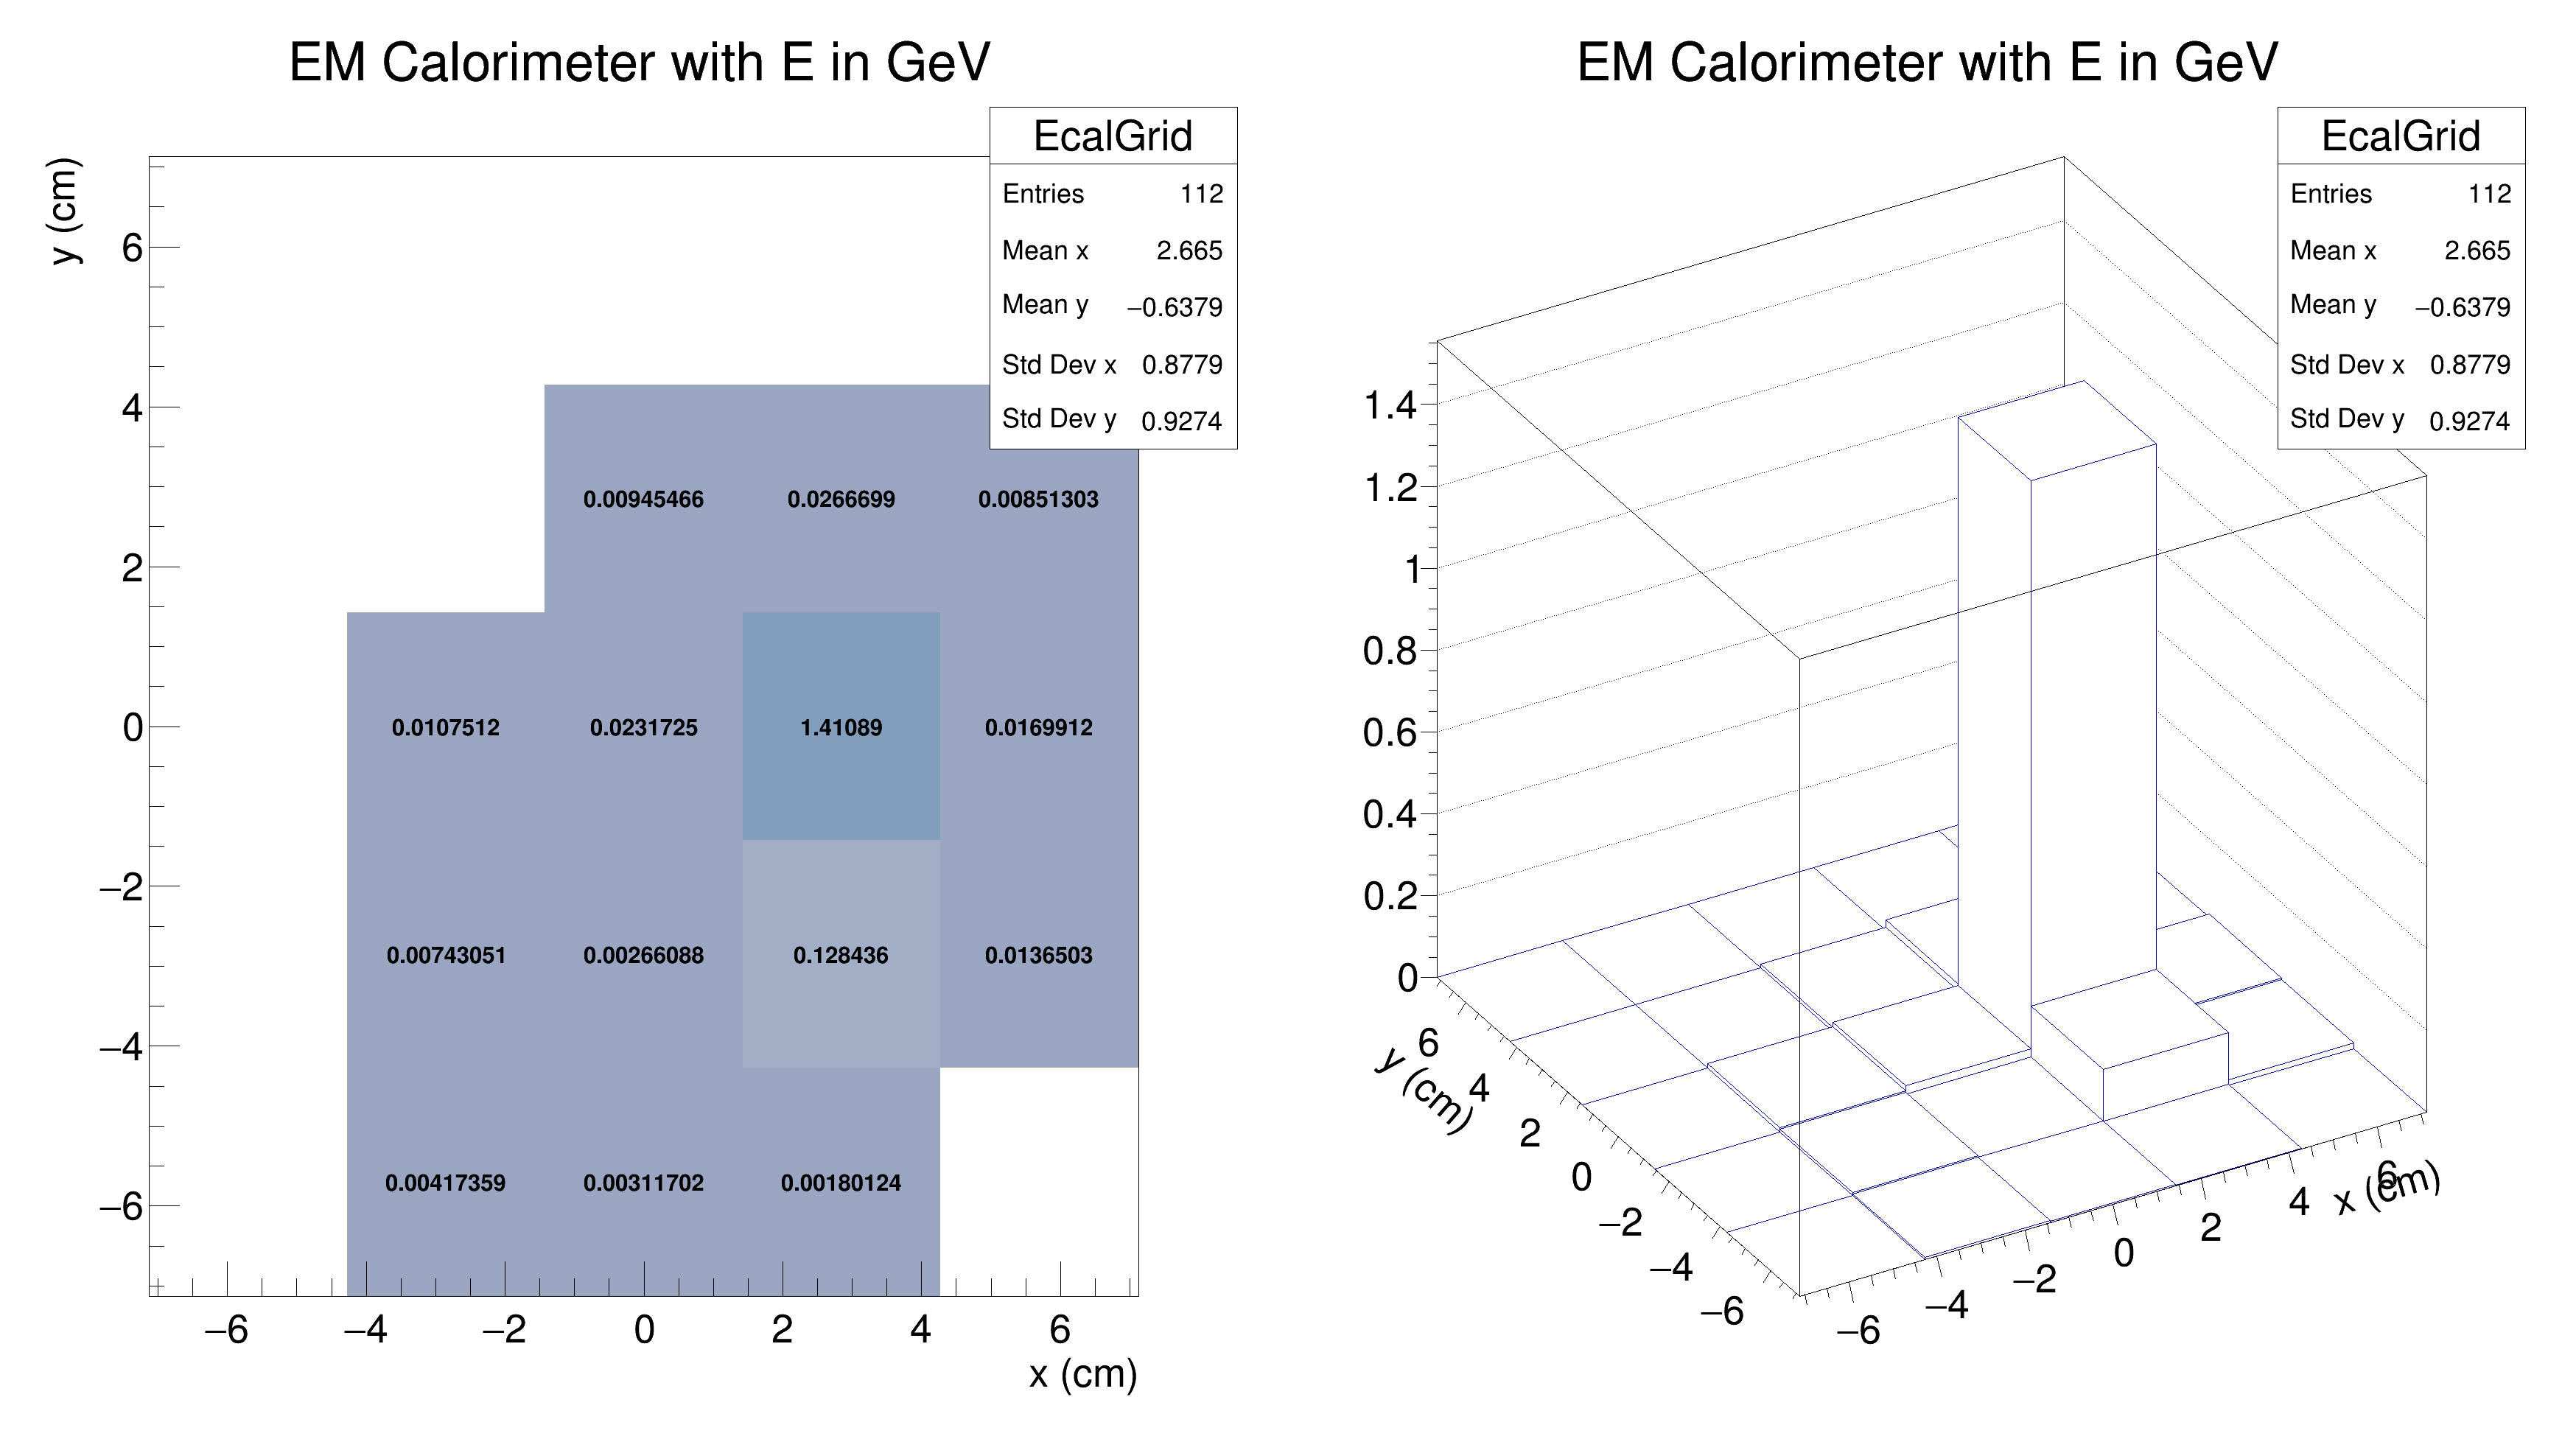 EM Calorimeter with E in GeV
EcalGrid
Entries 112
Mean x 2.665
Mean y −0.6379
Std Dev x 0.8779
Std Dev y 0.9274
y (cm)
6
4
2
0
−2
−4
−6
0.00945466 0.0266699 0.00851303
0.0107512 0.0231725 1.41089 0.0169912
0.00743051 0.00266088 0.128436 0.0136503
0.00417359 0.00311702 0.00180124
−6 −4 −2 0 2 4 6
x (cm)
EM Calorimeter with E in GeV
EcalGrid
Entries 112
Mean x 2.665
Mean y −0.6379
Std Dev x 0.8779
Std Dev y 0.9274
1.4
1.2
1
0.8
0.6
0.4
0.2
0
6
4
2
0
−2
−4
−6
y (cm)
−6 −4 −2 0 2 4 6
x (cm)